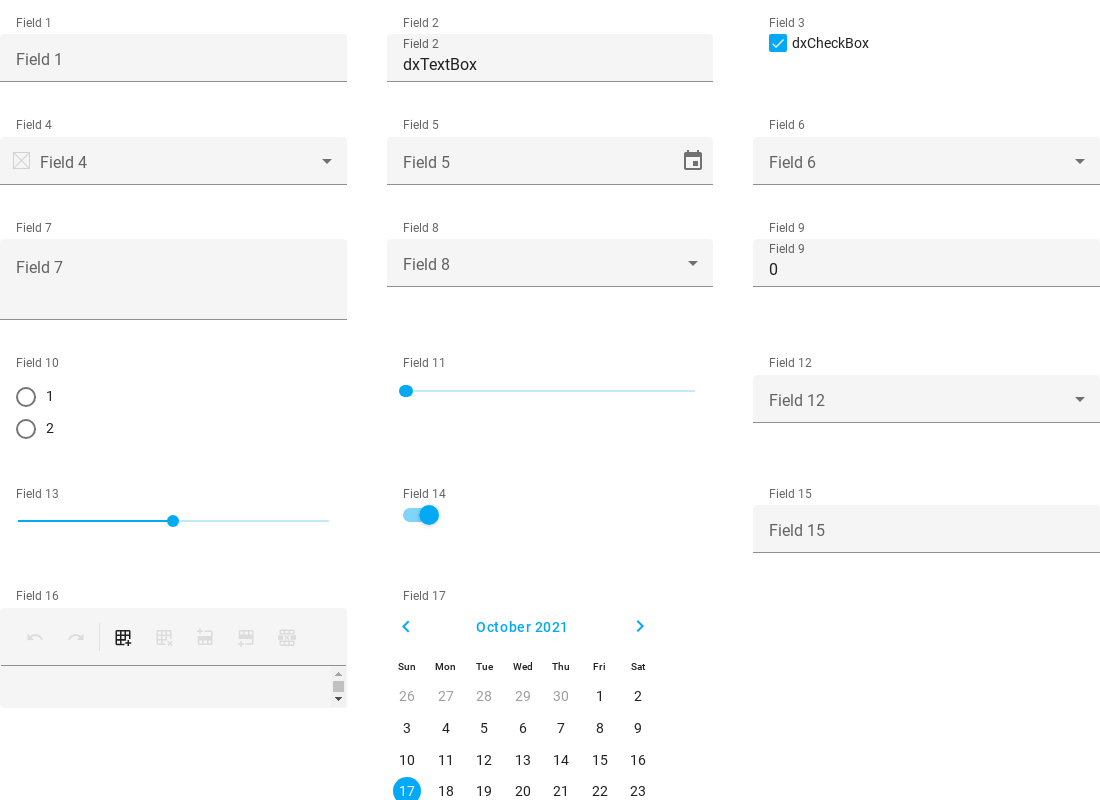 Field 1
Field 1
Field 2
Field 2
dxTextBox
Field 3
dxCheckBox
Field 4
Field 4
Field 5
Field 5
Field 6
Field 6
Field 7
Field 7
Field 8
Field 8
Field 9
Field 9
0
Field 10
1
2
Field 11
Field 12
Field 12
Field 13
Field 14
Field 15
Field 15
Field 16
Field 17
October 2021
Sun Mon Tue Wed Thu Fri Sat
26 27 28 29 30 1 2
3 4 5 6 7 8 9
10 11 12 13 14 15 16
17 18 19 20 21 22 23